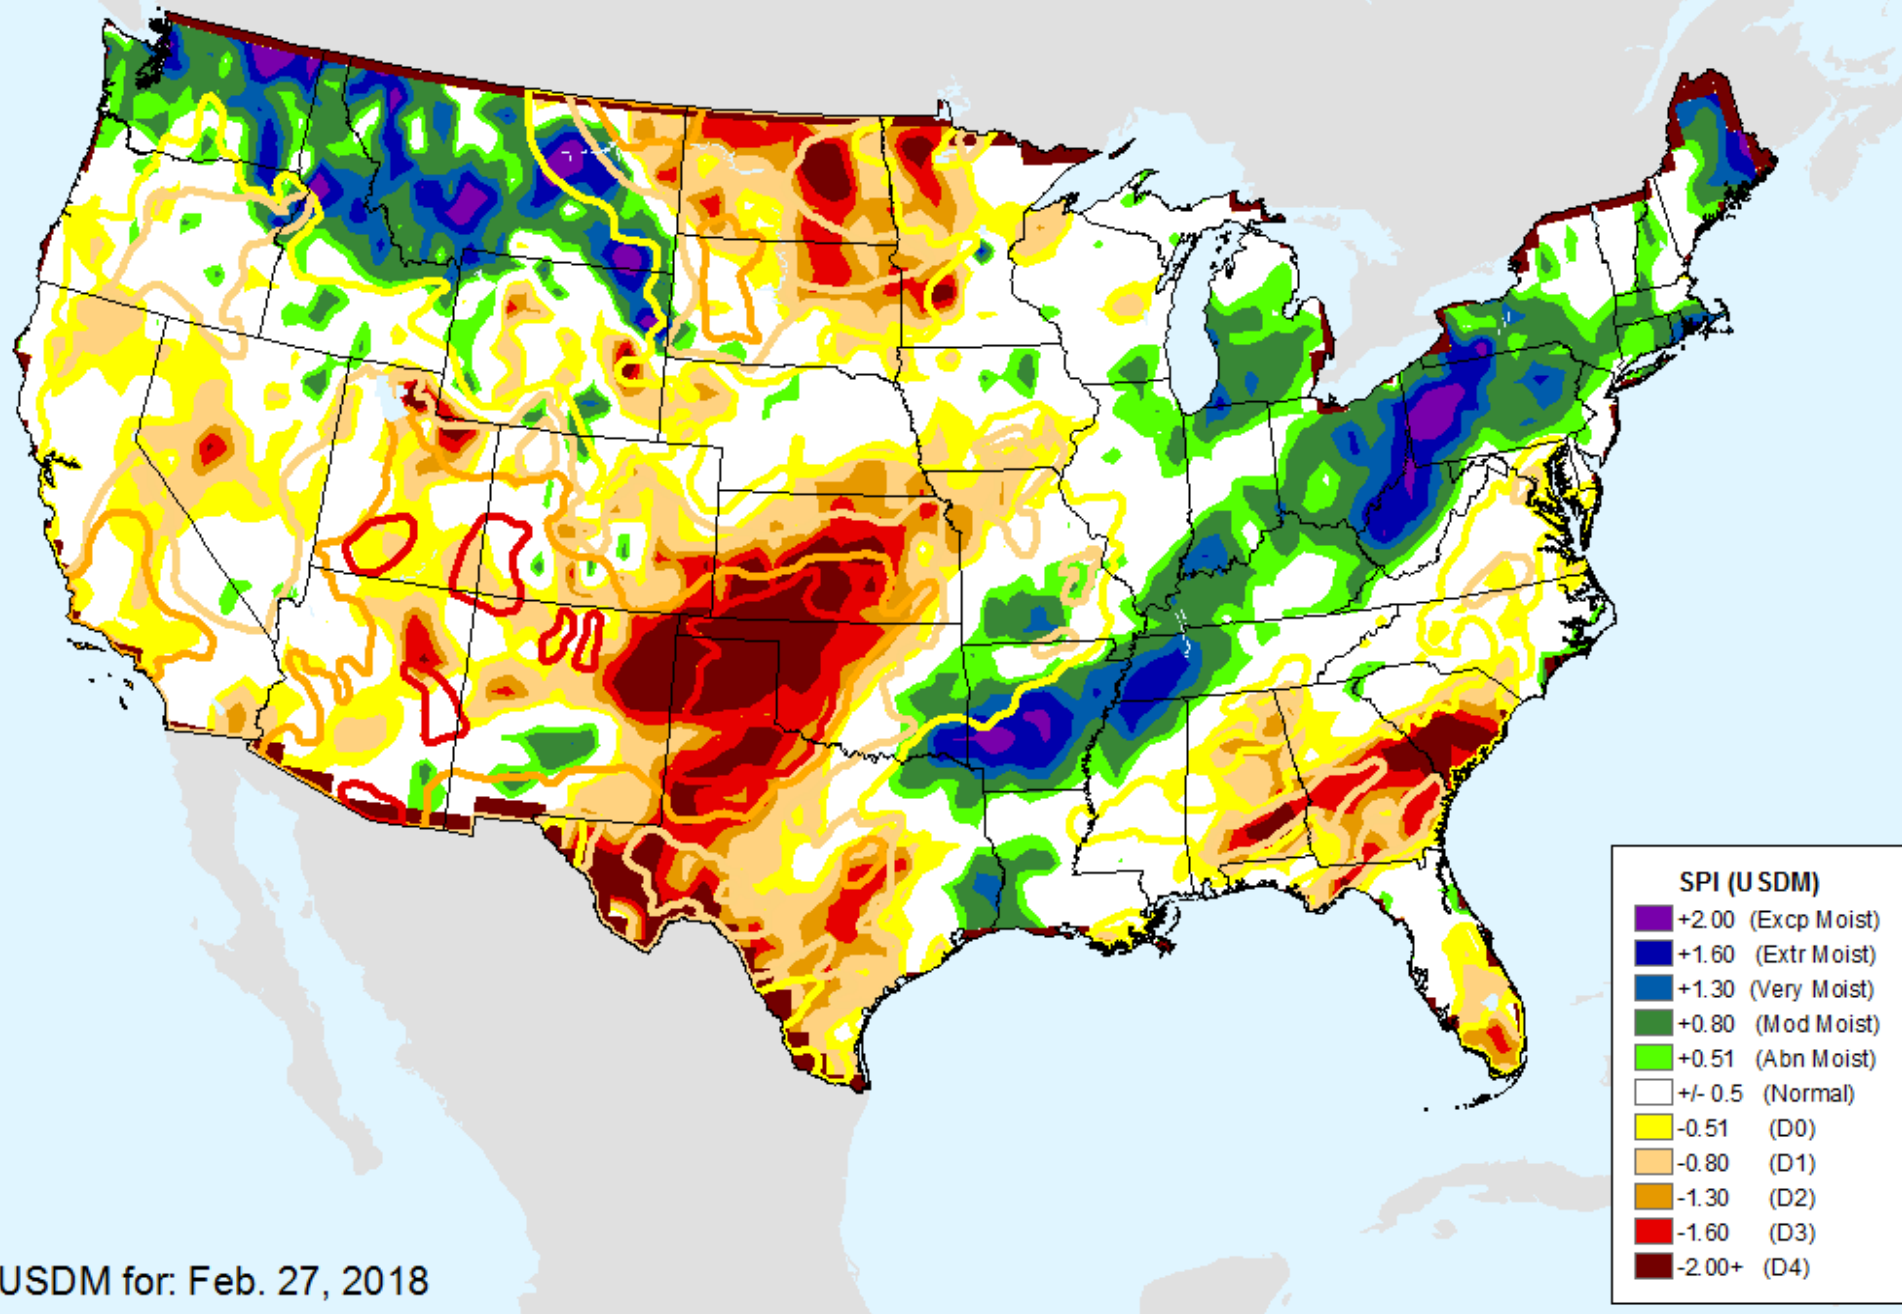 SPI (USDM)
+2.00 (Excp Moist)
+1.60 (Extr Moist)
+1.30 (Very Moist)
+0.80 (Mod Moist)
+0.51 (Abn Moist)
+/- 0.5 (Normal)
-0.51 (D0)
-0.80 (D1)
-1.30 (D2)
-1.60 (D3)
-2.00+ (D4)
USDM for: Feb. 27, 2018